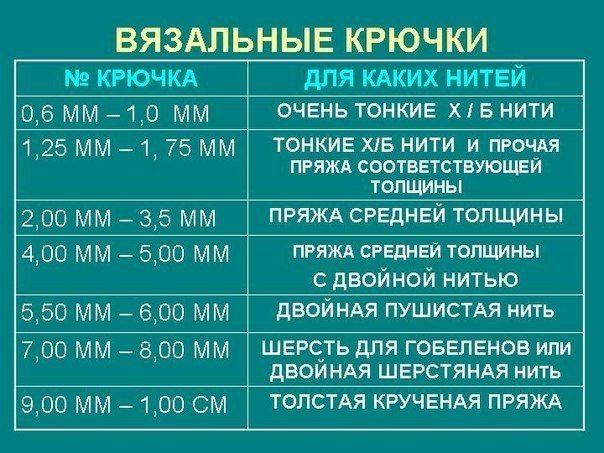 ВЯЗАЛЬНЫЕ КРЮЧКИ
№ КРЮЧКА
ДЛЯ КАКИХ НИТЕЙ
0,6 ММ – 1,0 ММ
ОЧЕНЬ ТОНКИЕ Х / Б НИТИ
1,25 ММ – 1, 75 ММ
ТОНКИЕ Х/Б НИТИ И ПРОЧАЯ
ПРЯЖА СООТВЕТСТВУЮЩЕЙ
ТОЛЩИНЫ
2,00 ММ – 3,5 ММ
ПРЯЖА СРЕДНЕЙ ТОЛЩИНЫ
4,00 ММ – 5,00 ММ
ПРЯЖА СРЕДНЕЙ ТОЛЩИНЫ
С ДВОЙНОЙ НИТЬЮ
5,50 ММ – 6,00 ММ
ДВОЙНАЯ ПУШИСТАЯ НИТЬ
7,00 ММ – 8,00 ММ
ШЕРСТЬ ДЛЯ ГОБЕЛЕНОВ ИЛИ
ДВОЙНАЯ ШЕРСТЯНАЯ НИТЬ
9,00 ММ – 1,00 СМ
ТОЛСТАЯ КРУЧЕНАЯ ПРЯЖА